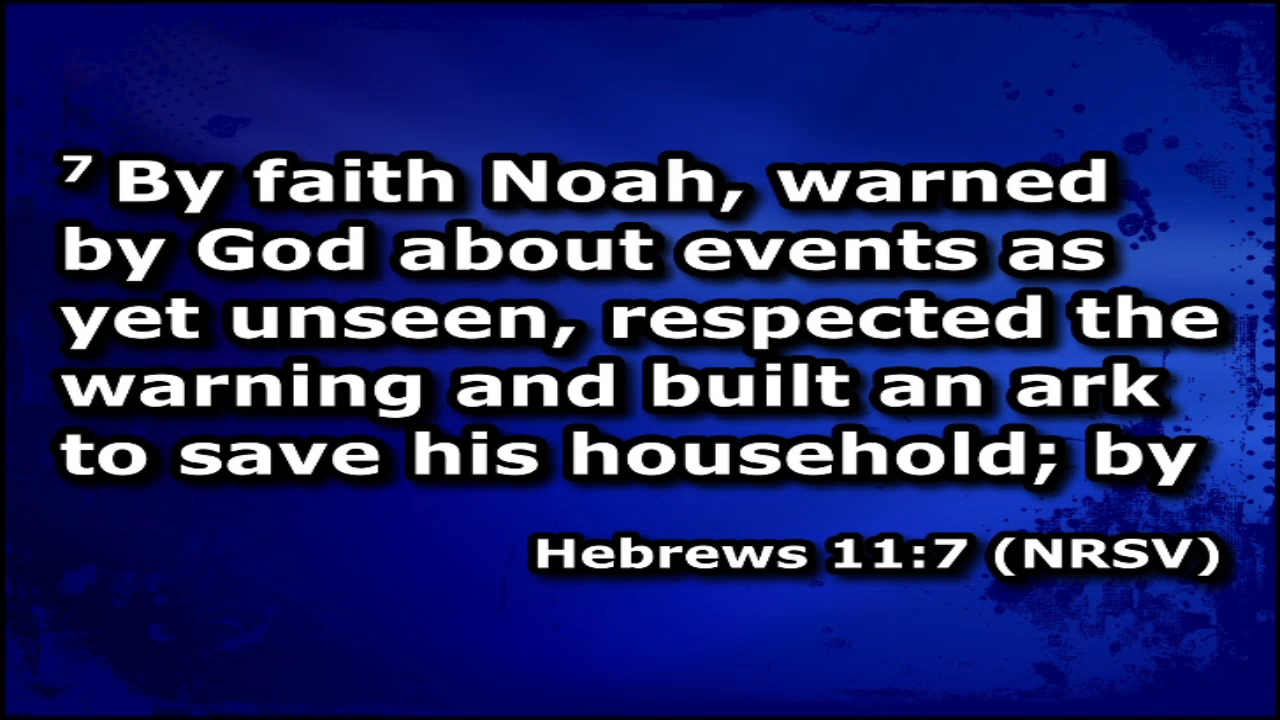 ⁷ By faith Noah, warned
by God about events as
yet unseen, respected the
warning and built an ark
to save his household; by
Hebrews 11:7 (NRSV)